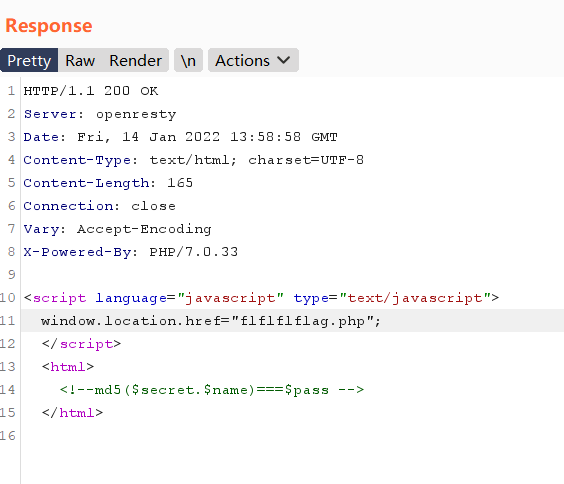 Response
Pretty Raw Render \n Actions
1 HTTP/1.1 200 OK
2 Server: openresty
3 Date: Fri, 14 Jan 2022 13:58:58 GMT
4 Content-Type: text/html; charset=UTF-8
5 Content-Length: 165
6 Connection: close
7 Vary: Accept-Encoding
8 X-Powered-By: PHP/7.0.33
9
10 <script language="javascript" type="text/javascript">
11 window.location.href="flflflflag.php";
12 </script>
13 <html>
14 <!--md5($secret.$name)===$pass -->
15 </html>
16